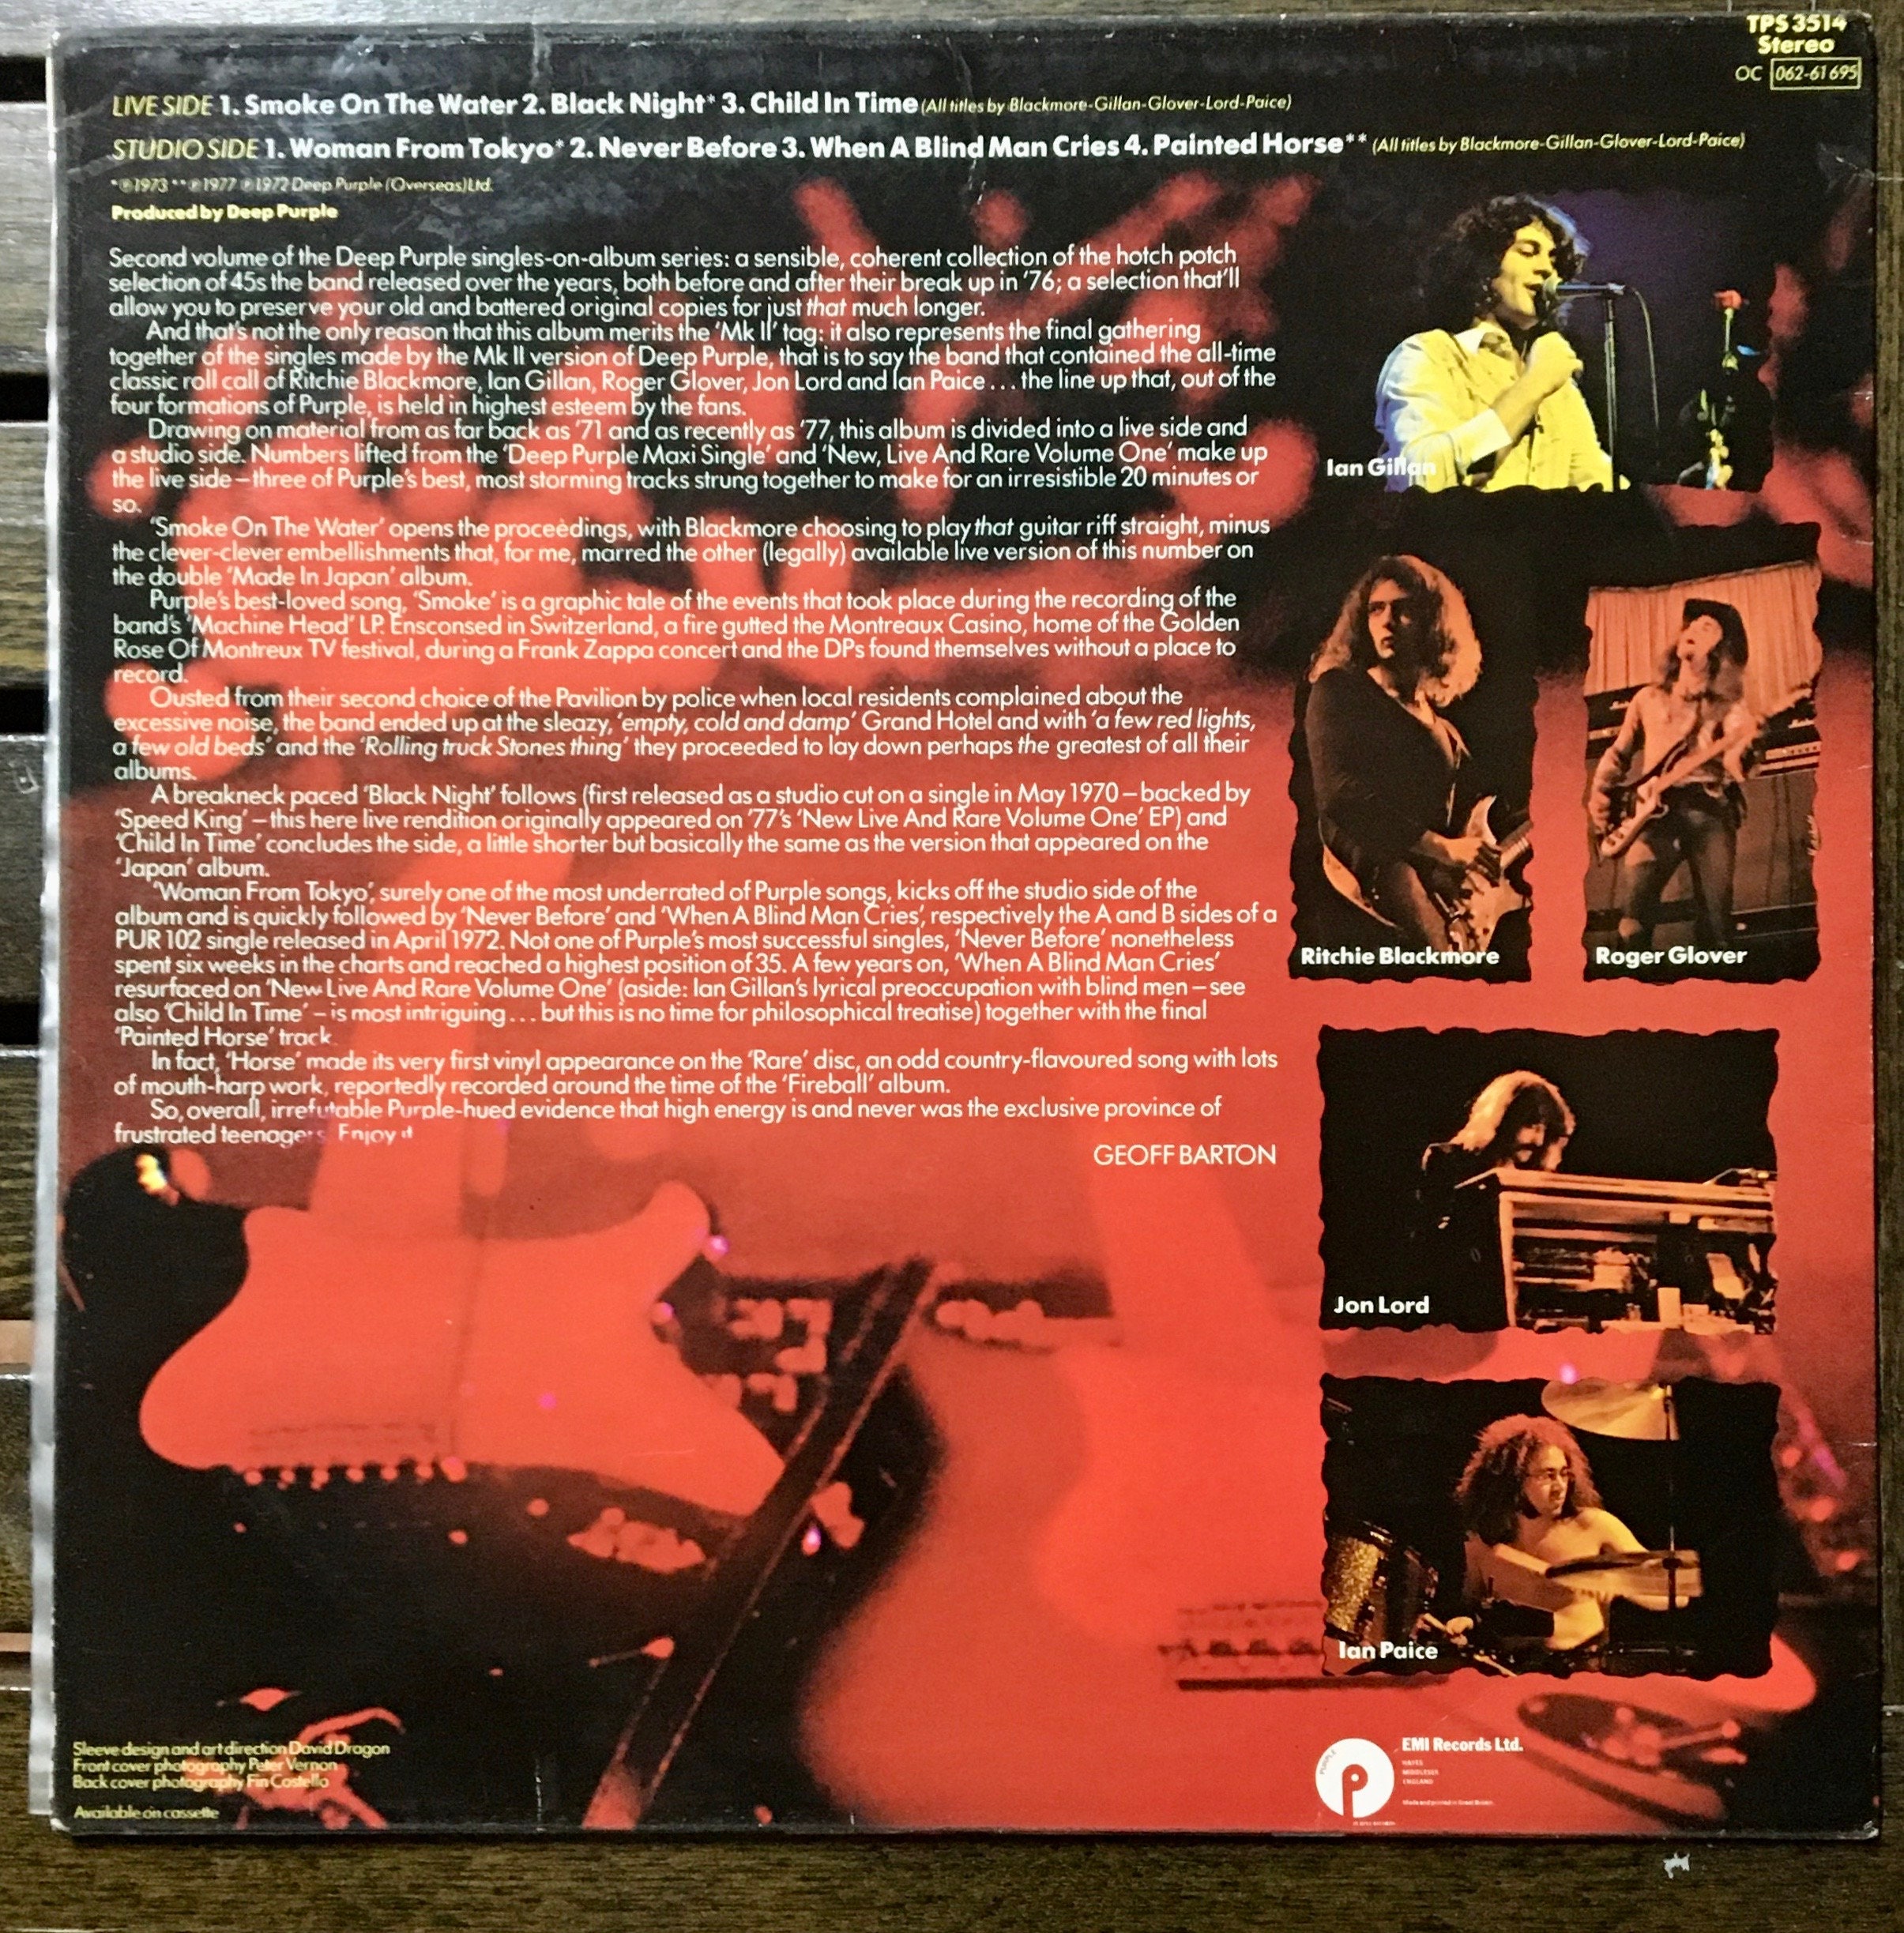 TPS 3514
Stereo
OC 062-61 695
LIVE SIDE 1. Smoke On The Water 2. Black Night* 3. Child In Time (All titles by Blackmore-Gillan-Glover-Lord-Paice)
STUDIO SIDE 1. Woman From Tokyo* 2. Never Before 3. When A Blind Man Cries 4. Painted Horse** (All titles by Blackmore-Gillan-Glover-Lord-Paice)
*℗1973 **℗1977 ℗1972 Deep Purple (Overseas) Ltd.
Produced by Deep Purple
Second volume of the Deep Purple singles-on-album series: a sensible, coherent collection of the hotch potch
selection of 45s the band released over the years, both before and after their break up in '76; a selection that'll
allow you to preserve your old and battered original copies for just that much longer.
And that's not the only reason that this album merits the 'Mk II' tag: it also represents the final gathering
together of the singles made by the Mk II version of Deep Purple, that is to say the band that contained the all-time
classic roll call of Ritchie Blackmore, Ian Gillan, Roger Glover, Jon Lord and Ian Paice... the line up that, out of the
four formations of Purple, is held in highest esteem by the fans.
Drawing on material from as far back as '71 and as recently as '77, this album is divided into a live side and
a studio side. Numbers lifted from the 'Deep Purple Maxi Single' and 'New, Live And Rare Volume One' make up
the live side – three of Purple's best, most storming tracks strung together to make for an irresistible 20 minutes or
so.
'Smoke On The Water' opens the proceedings, with Blackmore choosing to play that guitar riff straight, minus
the clever-clever embellishments that, for me, marred the other (legally) available live version of this number on
the double 'Made In Japan' album.
Purple's best-loved song, 'Smoke' is a graphic tale of the events that took place during the recording of the
band's 'Machine Head' LP. Ensconsed in Switzerland, a fire gutted the Montreaux Casino, home of the Golden
Rose Of Montreux TV festival, during a Frank Zappa concert and the DPs found themselves without a place to
record.
Ousted from their second choice of the Pavilion by police when local residents complained about the
excessive noise, the band ended up at the sleazy, 'empty, cold and damp' Grand Hotel and with 'a few red lights,
a few old beds' and the 'Rolling truck Stones thing' they proceeded to lay down perhaps the greatest of all their
albums.
A breakneck paced 'Black Night' follows (first released as a studio cut on a single in May 1970 – backed by
'Speed King' – this here live rendition originally appeared on '77's 'New Live And Rare Volume One' EP) and
'Child In Time' concludes the side, a little shorter but basically the same as the version that appeared on the
'Japan' album.
'Woman From Tokyo', surely one of the most underrated of Purple songs, kicks off the studio side of the
album and is quickly followed by 'Never Before' and 'When A Blind Man Cries', respectively the A and B sides of a
PUR 102 single released in April 1972. Not one of Purple's most successful singles, 'Never Before' nonetheless
spent six weeks in the charts and reached a highest position of 35. A few years on, 'When A Blind Man Cries'
resurfaced on 'New Live And Rare Volume One' (aside: Ian Gillan's lyrical preoccupation with blind men – see
also 'Child In Time' – is most intriguing... but this is no time for philosophical treatise) together with the final
'Painted Horse' track.
In fact, 'Horse' made its very first vinyl appearance on the 'Rare' disc, an odd country-flavoured song with lots
of mouth-harp work, reportedly recorded around the time of the 'Fireball' album.
So, overall, irrefutable Purple-hued evidence that high energy is and never was the exclusive province of
frustrated teenagers. Enjoy it
GEOFF BARTON
Ian Gillan
Ritchie Blackmore
Roger Glover
Jon Lord
Ian Paice
Sleeve design and art direction David Dragon
Front cover photography Peter Vernon
Back cover photography Fin Costello
Available on cassette
PURPLE
EMI Records Ltd.
HAYES
MIDDLESEX
ENGLAND
Made and printed in Great Britain